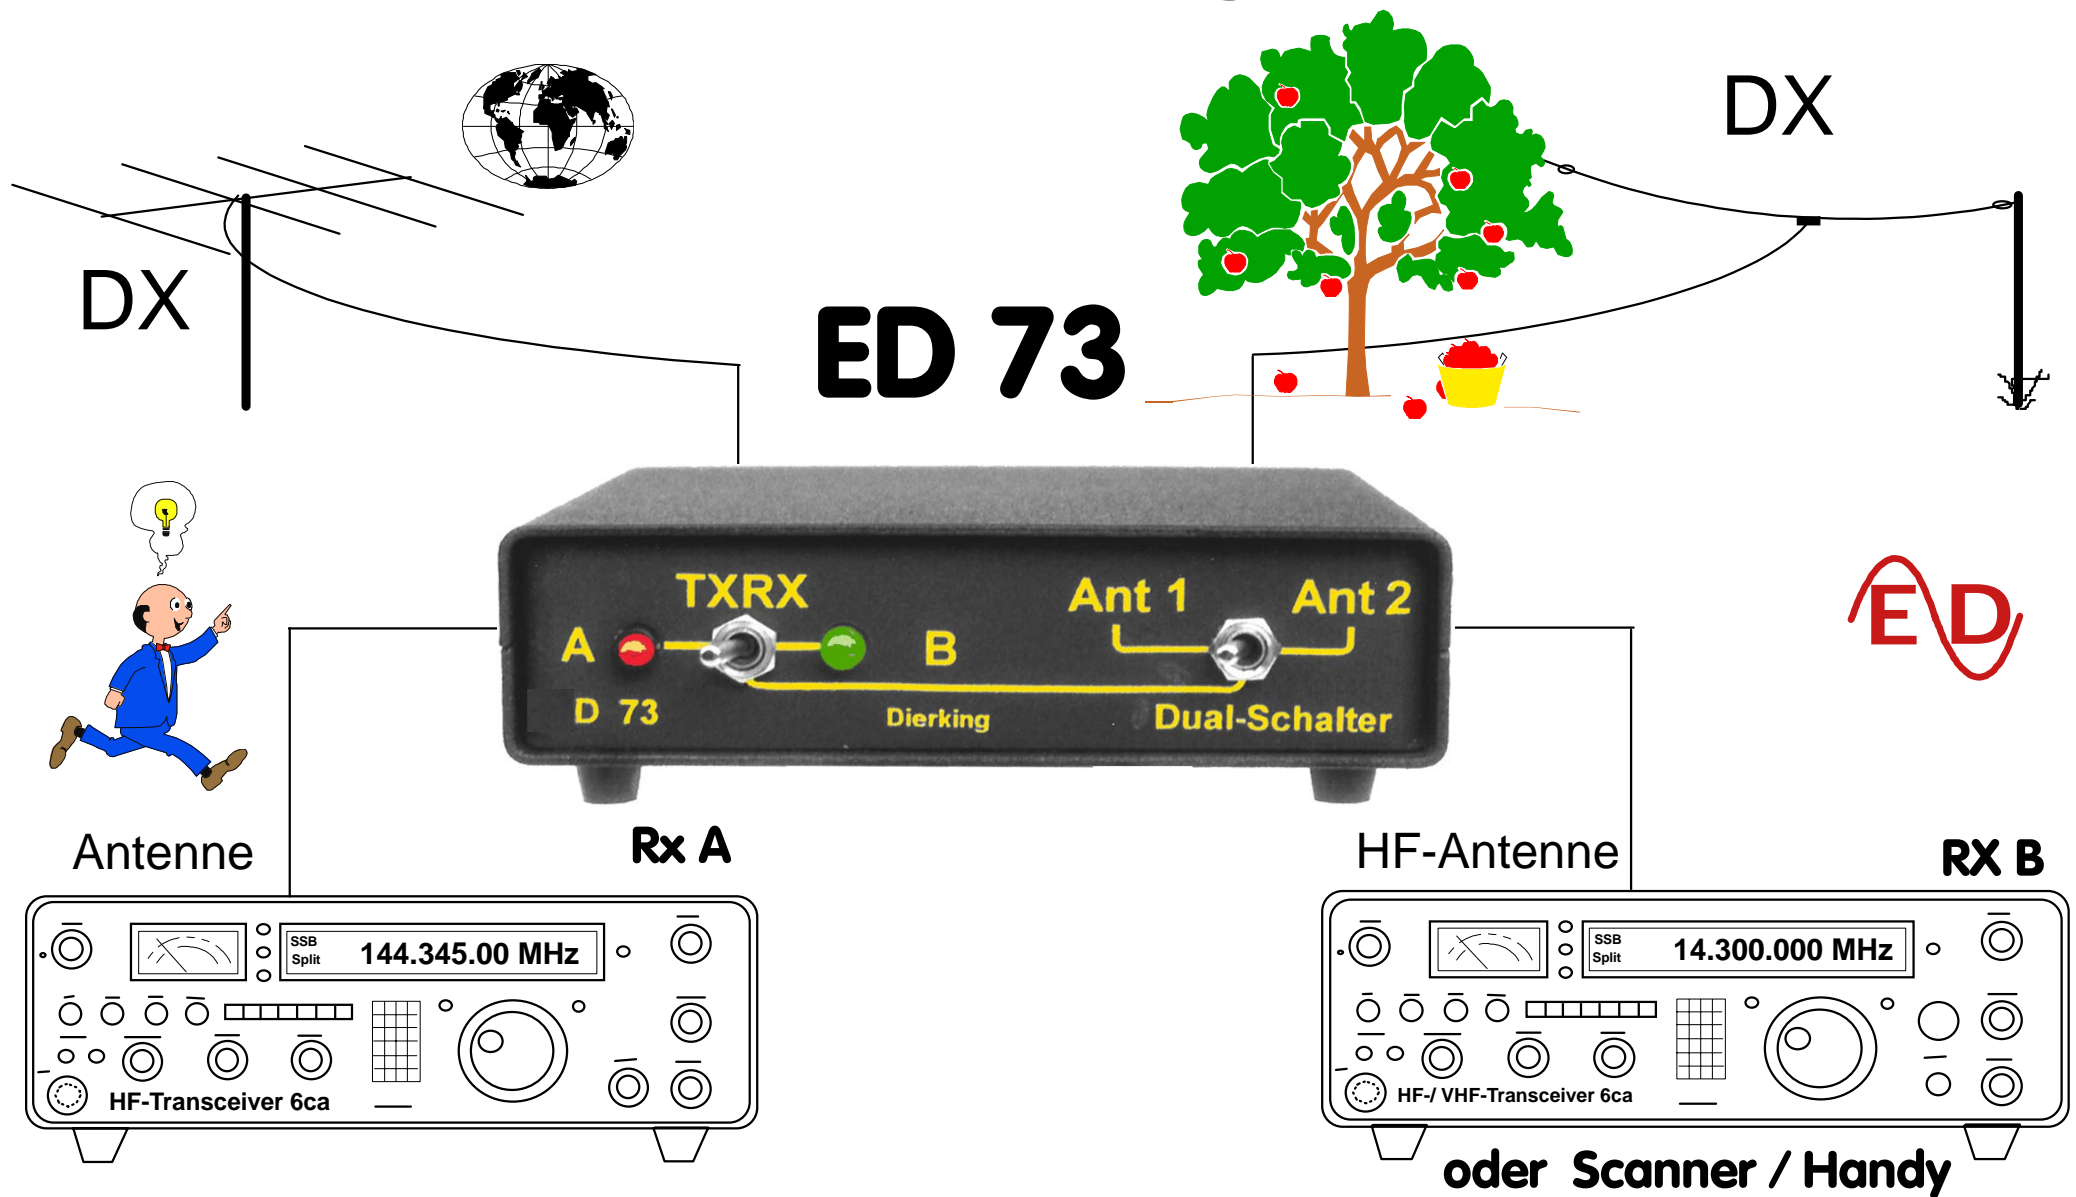 DX
DX
ED 73
TXRX
Ant 1
Ant 2
A
B
D 73
Dierking
Dual-Schalter
ED
Antenne
Rx A
HF-Antenne
RX B
SSB
Split
144.345.00 MHz
HF-Transceiver 6ca
SSB
Split
14.300.000 MHz
HF-/ VHF-Transceiver 6ca
oder Scanner / Handy